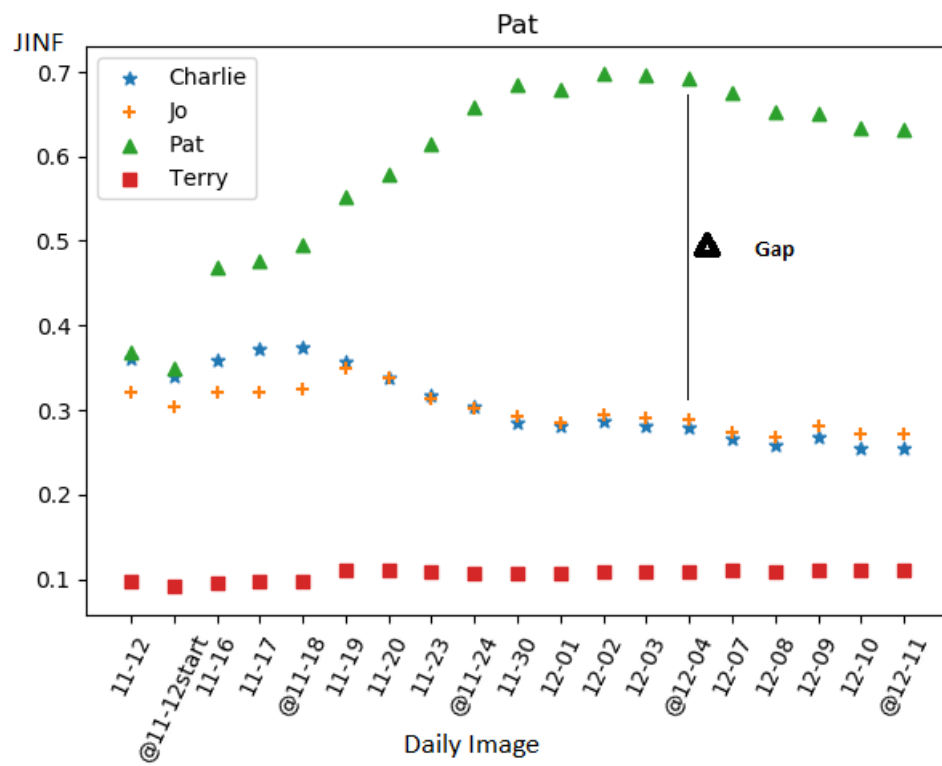 Pat
JINF
Charlie
Jo
Pat
Terry
0.7
0.6
0.5
0.4
0.3
0.2
0.1
Gap
11-12
@11-12start
11-16
11-17
@11-18
11-19
11-20
11-23
@11-24
11-30
12-01
12-02
12-03
@12-04
12-07
12-08
12-09
12-10
@12-11
Daily Image